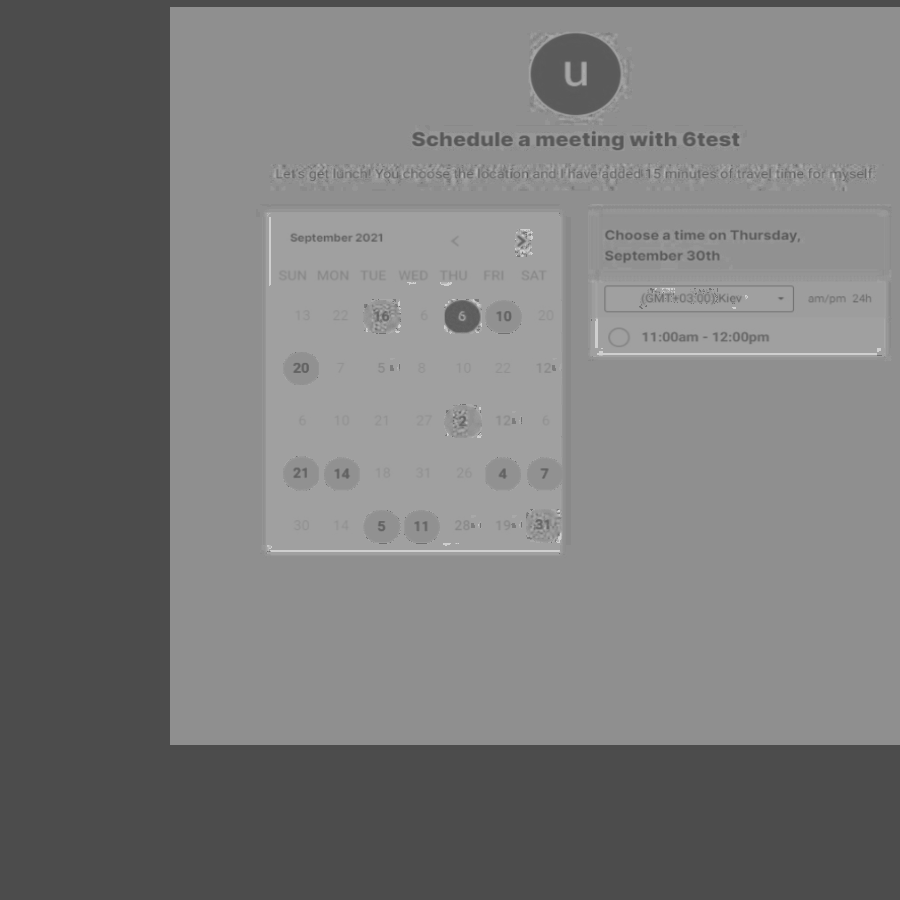 u
Schedule a meeting with 6test
Let's get lunch! You choose the location and I have added 15 minutes of travel time for myself
September 2021 < >
SUN MON TUE WED THU FRI SAT
13 22 16 6 6 10 20
20 7 5 8 10 22 12
6 10 21 27 2 12 6
21 14 18 31 26 4 7
30 14 5 11 28 19 31
Choose a time on Thursday,
September 30th
(GMT+03:00) Kiev am/pm 24h
11:00am - 12:00pm